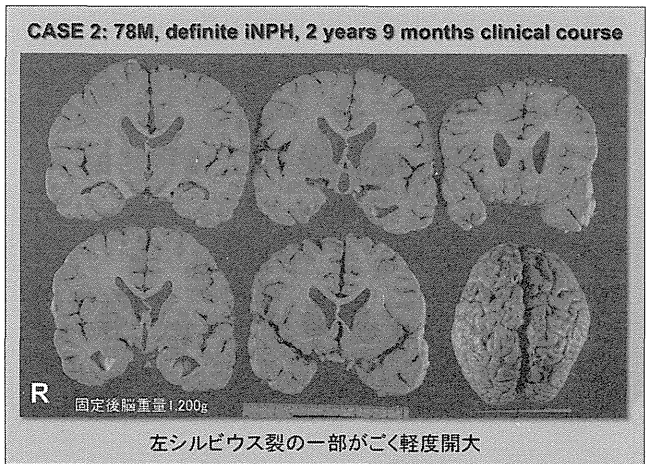 CASE 2: 78M, definite iNPH, 2 years 9 months clinical course
R
固定後脳重量1,200g
左シルビウス裂の一部がごく軽度開大